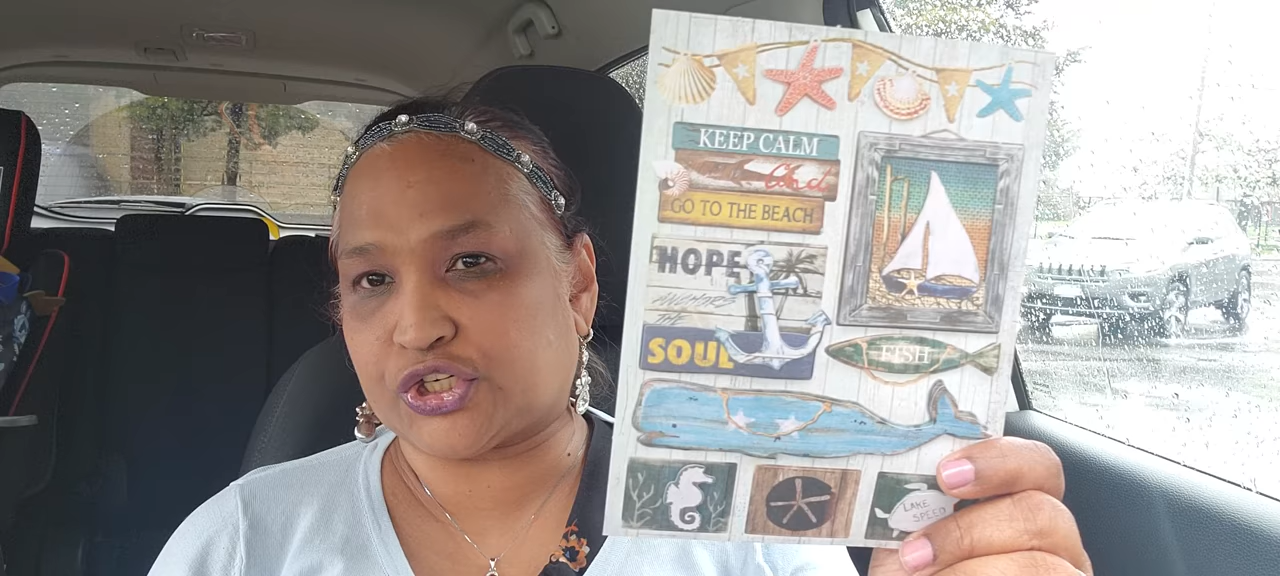 KEEP CALM
and
GO TO THE BEACH
HOPE
ANCHORS
THE
SOUL
FISH
LAKE
SPEED